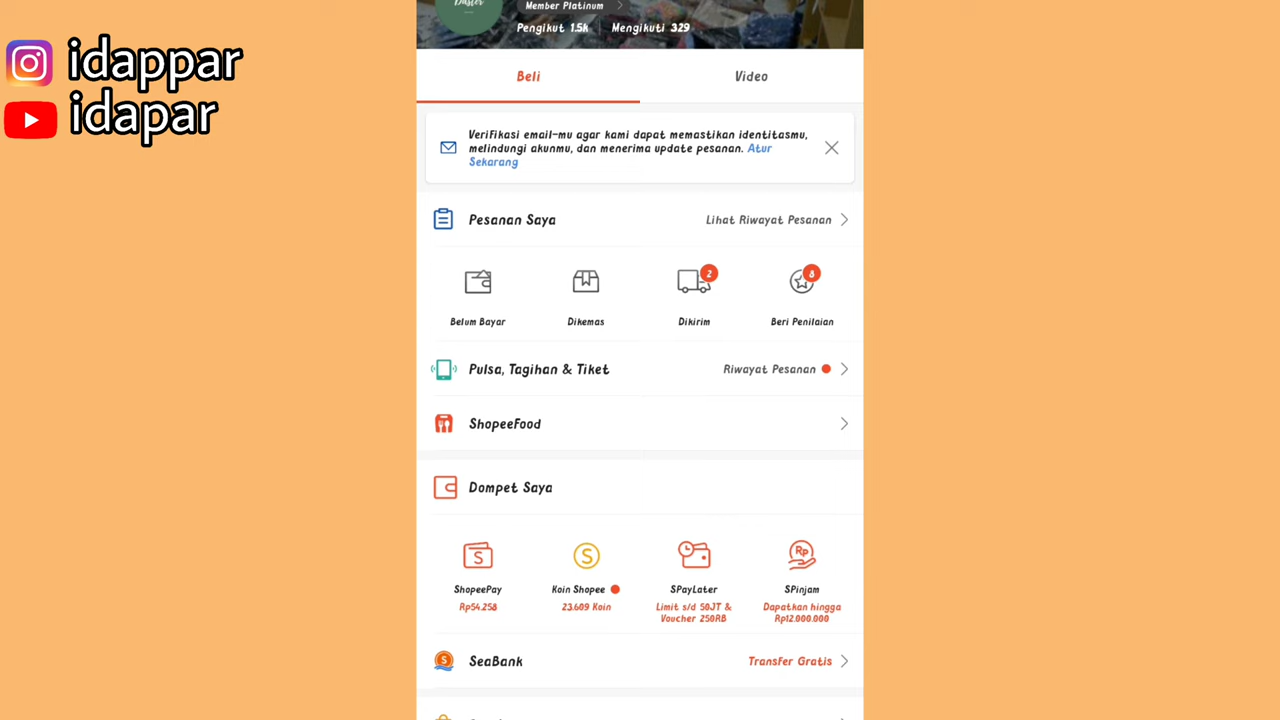 idappar
idapar
Daster
Member Platinum
Pengikut 1.5k | Mengikuti 329
Beli
Video
Verifikasi email-mu agar kami dapat memastikan identitasmu,
melindungi akunmu, dan menerima update pesanan. Atur
Sekarang
Pesanan Saya
Lihat Riwayat Pesanan
2
8
Belum Bayar
Dikemas
Dikirim
Beri Penilaian
Pulsa, Tagihan & Tiket
Riwayat Pesanan
ShopeeFood
Dompet Saya
S
S
Rp
ShopeePay
Koin Shopee
SPayLater
SPinjam
Rp54.258
23.609 Koin
Limit s/d 50JT &
Voucher 250RB
Dapatkan hingga
Rp12.000.000
S
SeaBank
Transfer Gratis